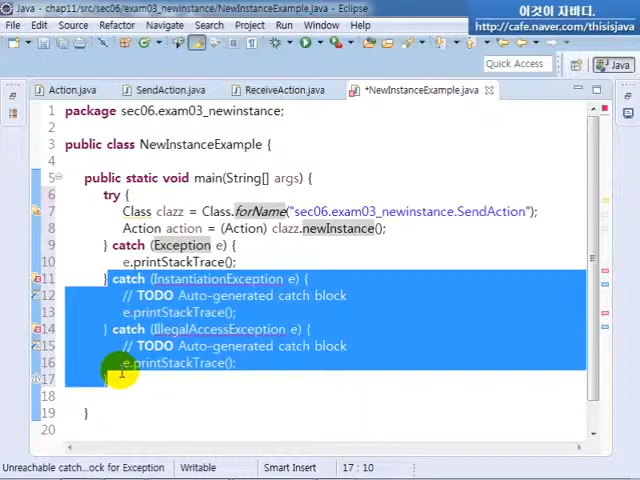 Java - chap11/src/sec06/exam03_newinstance/NewInstanceExample.java - Eclipse
이것이 자바다.
http://cafe.naver.com/thisisjava
File Edit Source Refactor Navigate Search Project Run Window Help
Quick Access
Java
Action.java SendAction.java ReceiveAction.java *NewInstanceExample.java
1 package sec06.exam03_newinstance;
2
3 public class NewInstanceExample {
4
5 public static void main(String[] args) {
6 try {
7 Class clazz = Class.forName("sec06.exam03_newinstance.SendAction");
8 Action action = (Action) clazz.newInstance();
9 } catch (Exception e) {
10 e.printStackTrace();
11 } catch (InstantiationException e) {
12 // TODO Auto-generated catch block
13 e.printStackTrace();
14 } catch (IllegalAccessException e) {
15 // TODO Auto-generated catch block
16 e.printStackTrace();
17 }
18
19 }
20
Unreachable catch...ock for Exception Writable Smart Insert 17 : 10